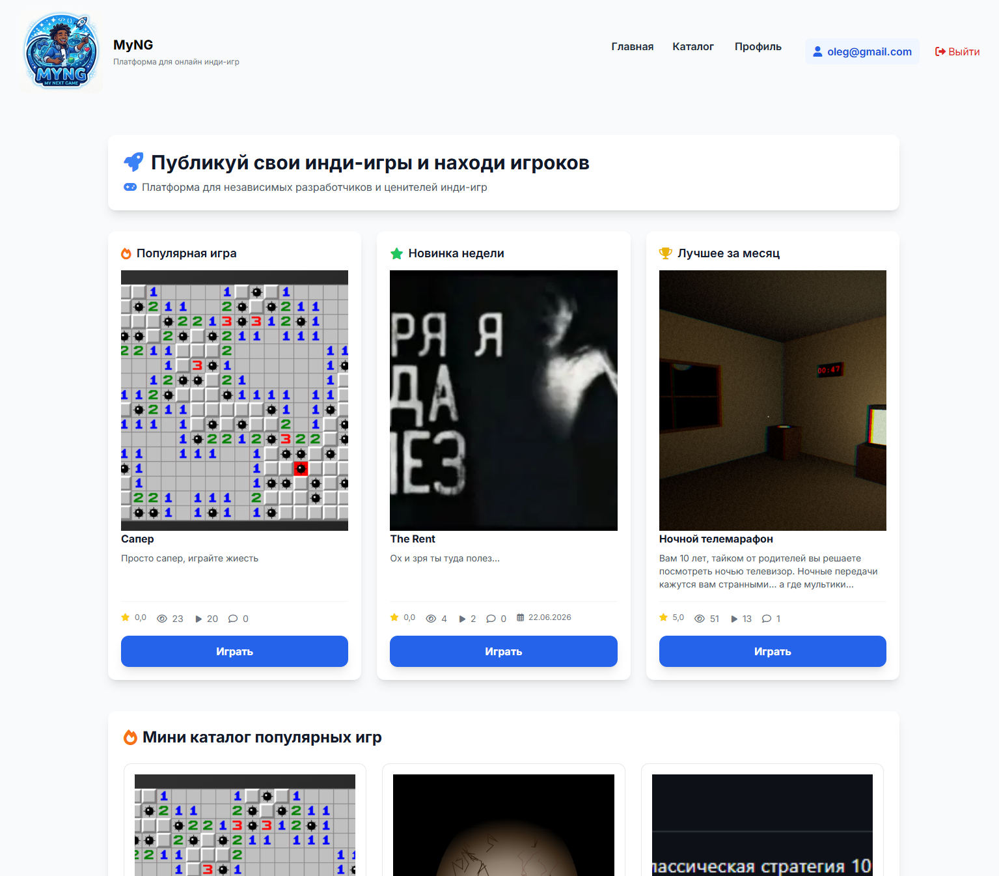 MYNG
MY NEXT GAME
MyNG
Платформа для онлайн инди-игр
Главная
Каталог
Профиль
oleg@gmail.com
Выйти
Публикуй свои инди-игры и находи игроков
Платформа для независимых разработчиков и ценителей инди-игр
Популярная игра
Сапер
Просто сапер, играйте жиесть
0,0 23 20 0
Играть
Новинка недели
РЯ Я
ДА
ЕЗ
The Rent
Ох и зря ты туда полез...
0,0 4 2 0 22.06.2026
Играть
Лучшее за месяц
00:47
Ночной телемарафон
Вам 10 лет, тайком от родителей вы решаете
посмотреть ночью телевизор. Ночные передачи
кажутся вам странными... а где мультики...
5,0 51 13 1
Играть
Мини каталог популярных игр
лассическая стратегия 10